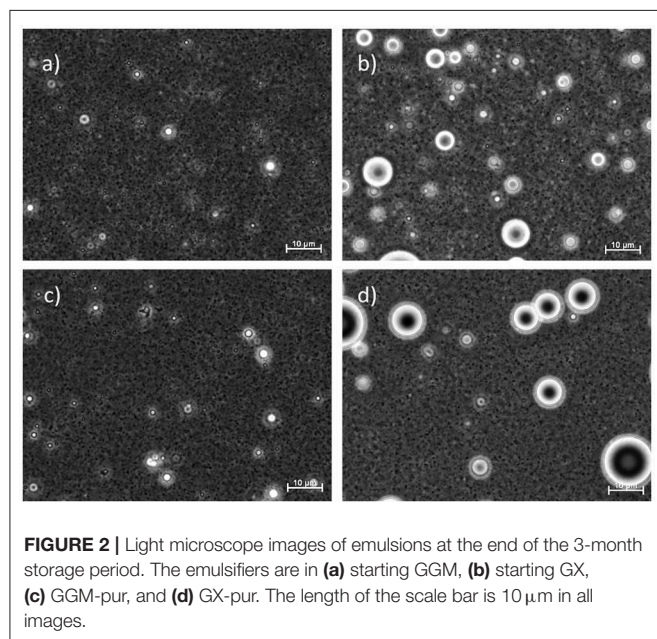 a)
b)
10 µm
10 µm
c)
d)
10 µm
10 µm
FIGURE 2 | Light microscope images of emulsions at the end of the 3-month
storage period. The emulsifiers are in (a) starting GGM, (b) starting GX,
(c) GGM-pur, and (d) GX-pur. The length of the scale bar is 10 µm in all
images.